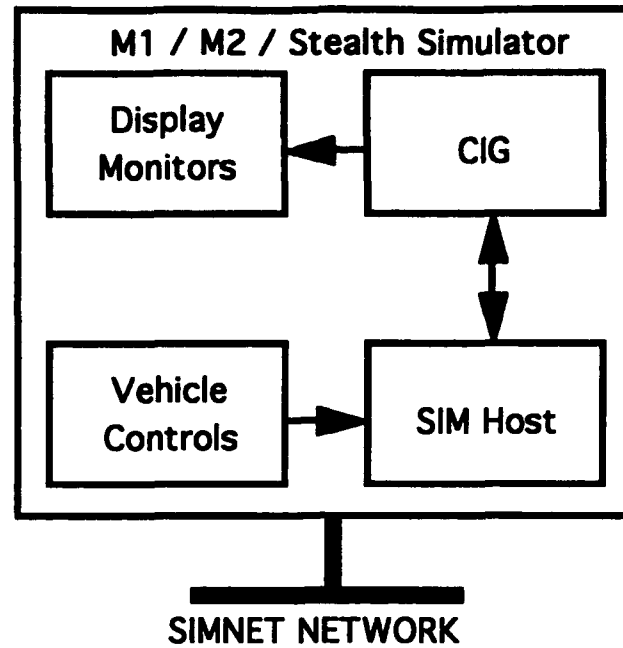 M1 / M2 / Stealth Simulator
Display
Monitors
CIG
Vehicle
Controls
SIM Host
SIMNET NETWORK